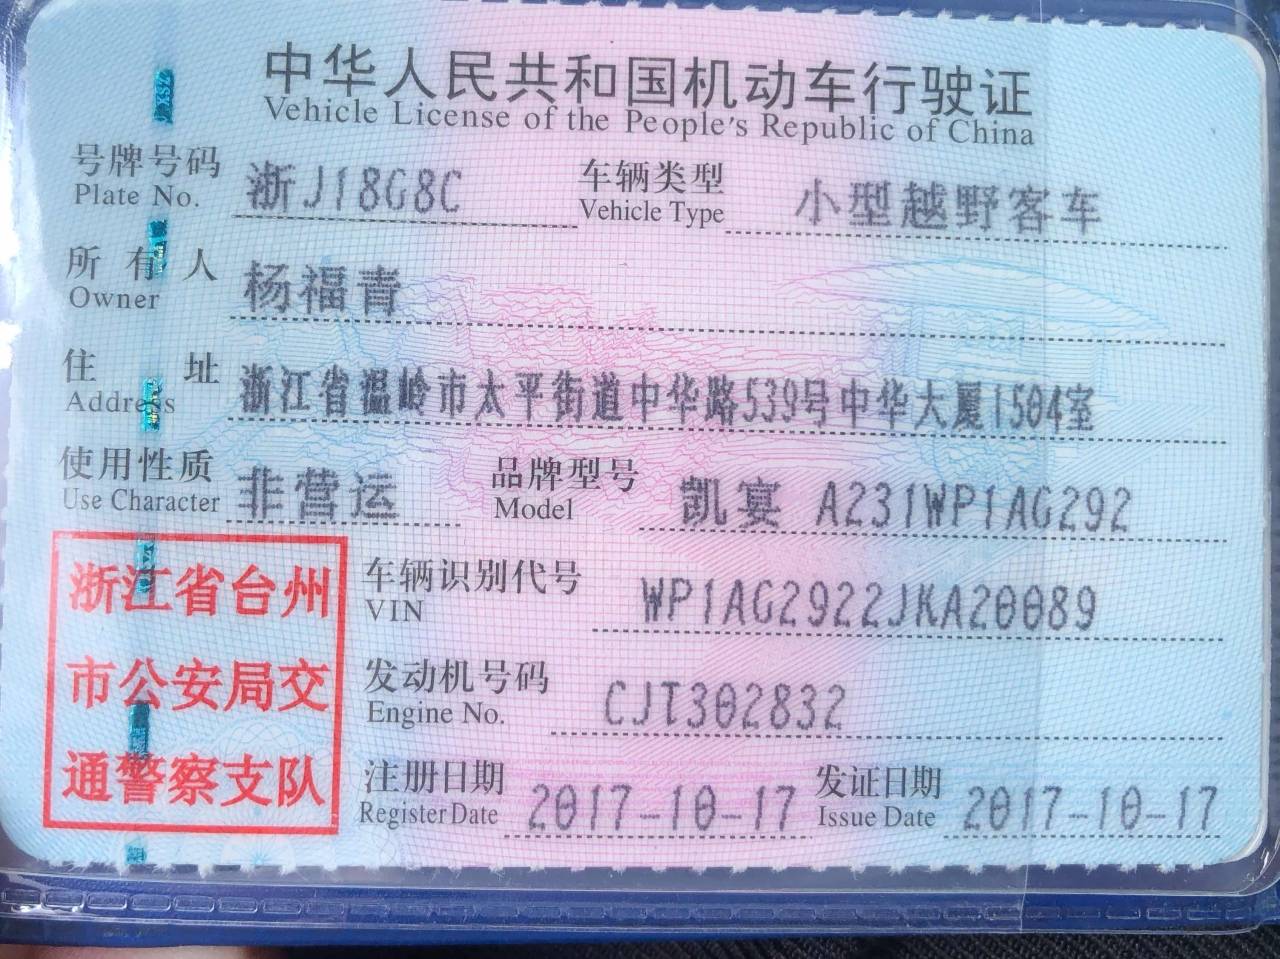 中华人民共和国机动车行驶证
Vehicle License of the People's Republic of China
号牌号码 浙J18G8C 车辆类型 小型越野客车
Plate No. Vehicle Type
所有人 杨福青
Owner
住址 浙江省温岭市太平街道中华路539号中华大厦1504室
Address
使用性质 非营运 品牌型号 凯宴 A231WP1AG292
Use Character Model
浙江省台州
市公安局交
通警察支队
车辆识别代号 WP1AG2922JKA20089
VIN
发动机号码 CJT302832
Engine No.
注册日期 2017-10-17 发证日期 2017-10-17
Register Date Issue Date